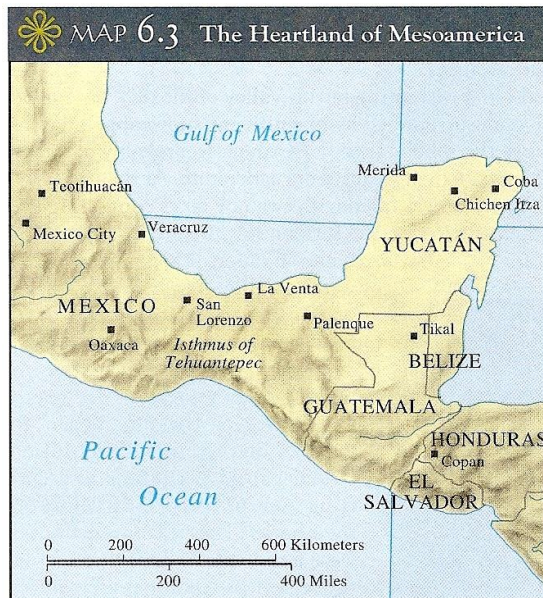 MAP 6.3 The Heartland of Mesoamerica
Gulf of Mexico
Merida
Coba
Chichen Itza
Teotihuacán
Mexico City
Veracruz
YUCATÁN
La Venta
MEXICO
San
Lorenzo
Palenque
Tikal
Oaxaca
Isthmus of
Tehuantepec
BELIZE
GUATEMALA
Pacific
Ocean
HONDURAS
Copan
EL
SALVADOR
0 200 400 600 Kilometers
0 200 400 Miles